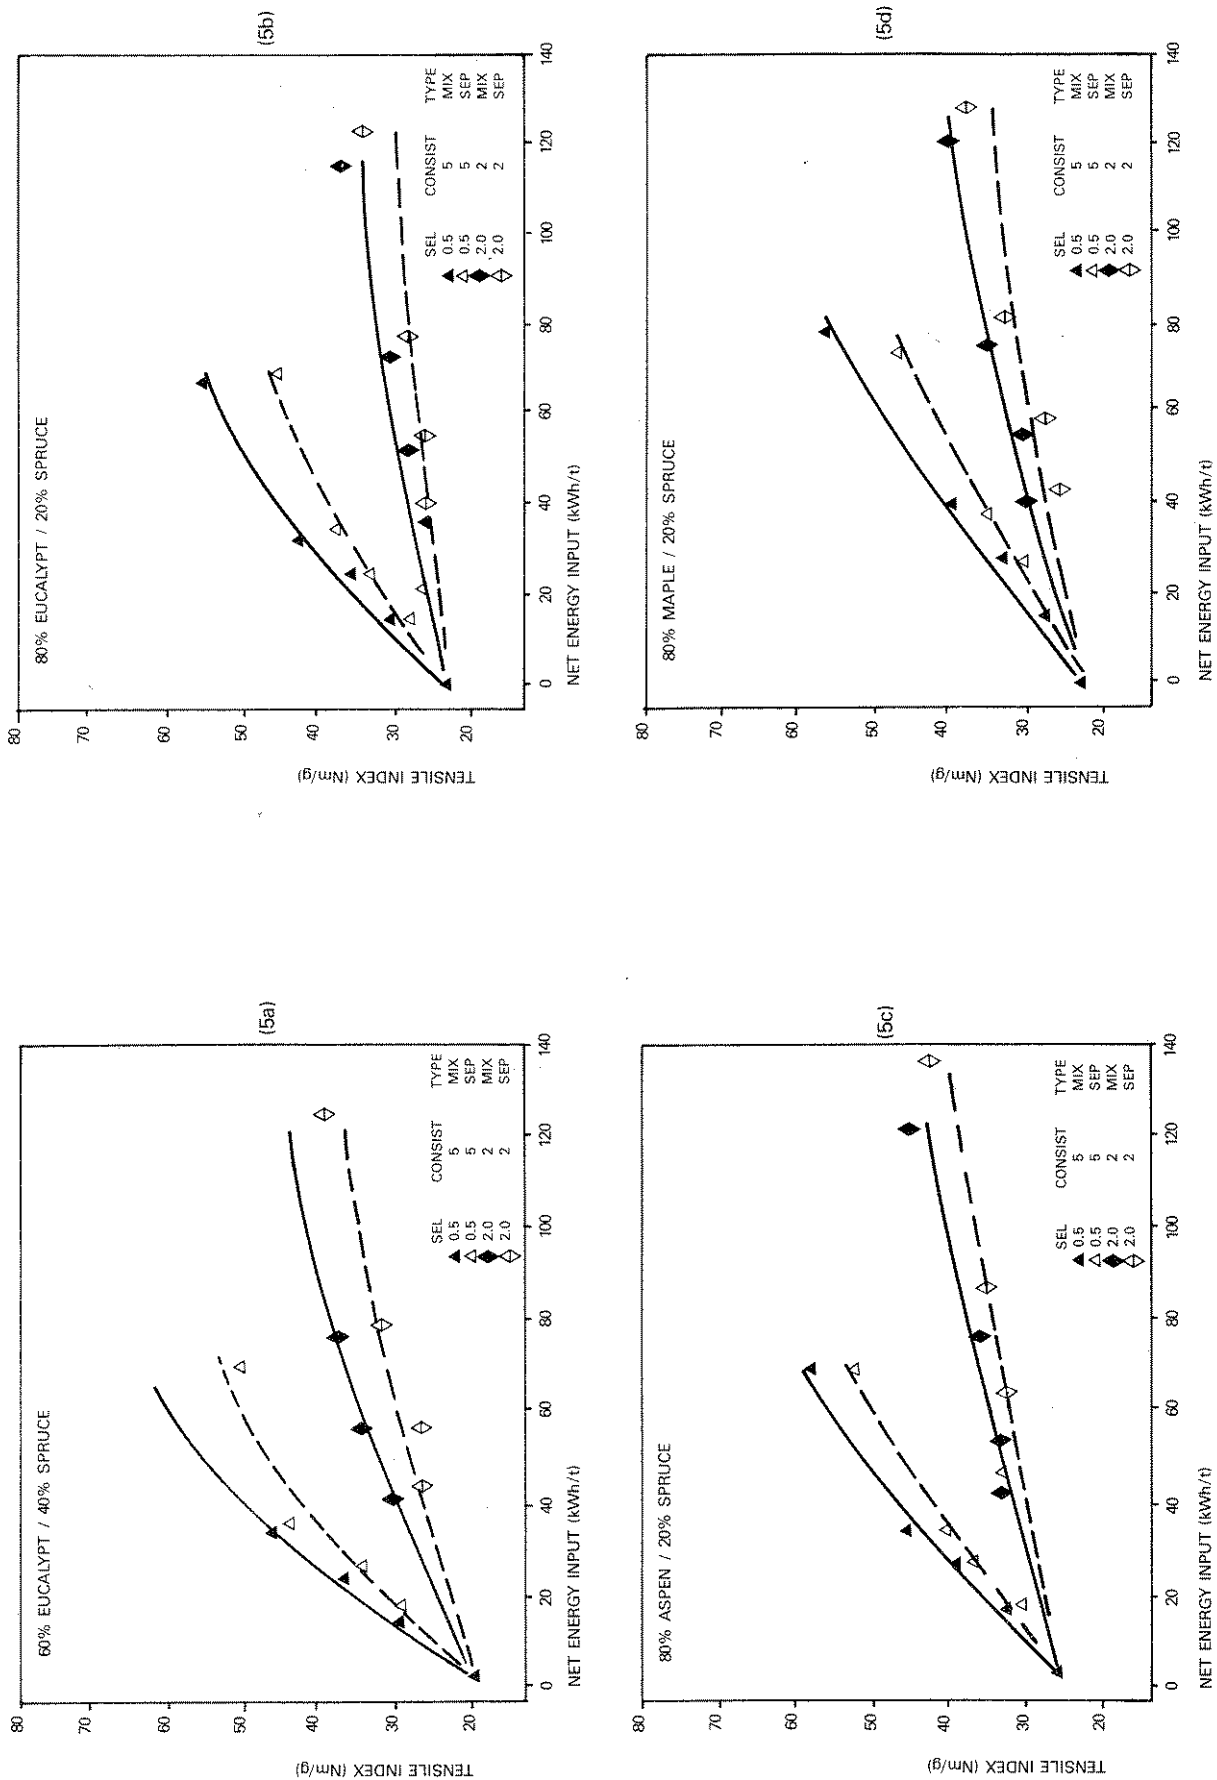 60% EUCALYPT / 40% SPRUCE
TENSILE INDEX (Nm/g)
80
70
60
50
40
30
20
0 20 40 60 80 100 120 140
NET ENERGY INPUT (kWh/t)
SEL CONSIST TYPE
0.5 5 MIX
0.5 5 SEP
2.0 2 MIX
2.0 2 SEP
(5a)
80% EUCALYPT / 20% SPRUCE
TENSILE INDEX (Nm/g)
80
70
60
50
40
30
20
0 20 40 60 80 100 120 140
NET ENERGY INPUT (kWh/t)
SEL CONSIST TYPE
0.5 5 MIX
0.5 5 SEP
2.0 2 MIX
2.0 2 SEP
(5b)
80% ASPEN / 20% SPRUCE
TENSILE INDEX (Nm/g)
80
70
60
50
40
30
20
0 20 40 60 80 100 120 140
NET ENERGY INPUT (kWh/t)
SEL CONSIST TYPE
0.5 5 MIX
0.5 5 SEP
2.0 2 MIX
2.0 2 SEP
(5c)
80% MAPLE / 20% SPRUCE
TENSILE INDEX (Nm/g)
80
70
60
50
40
30
20
0 20 40 60 80 100 120 140
NET ENERGY INPUT (kWh/t)
SEL CONSIST TYPE
0.5 5 MIX
0.5 5 SEP
2.0 2 MIX
2.0 2 SEP
(5d)